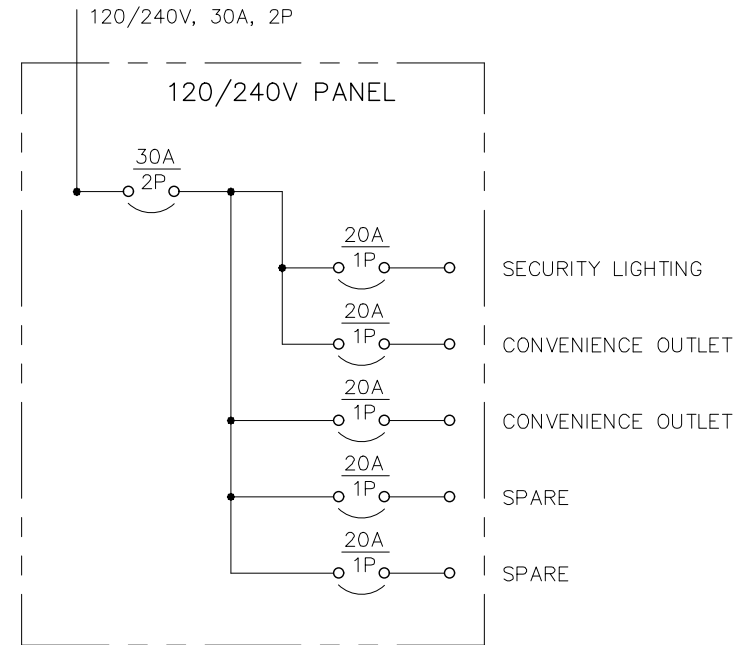 120/240V, 30A, 2P
120/240V PANEL
30A
2P
20A
1P
SECURITY LIGHTING
20A
1P
CONVENIENCE OUTLET
20A
1P
CONVENIENCE OUTLET
20A
1P
SPARE
20A
1P
SPARE